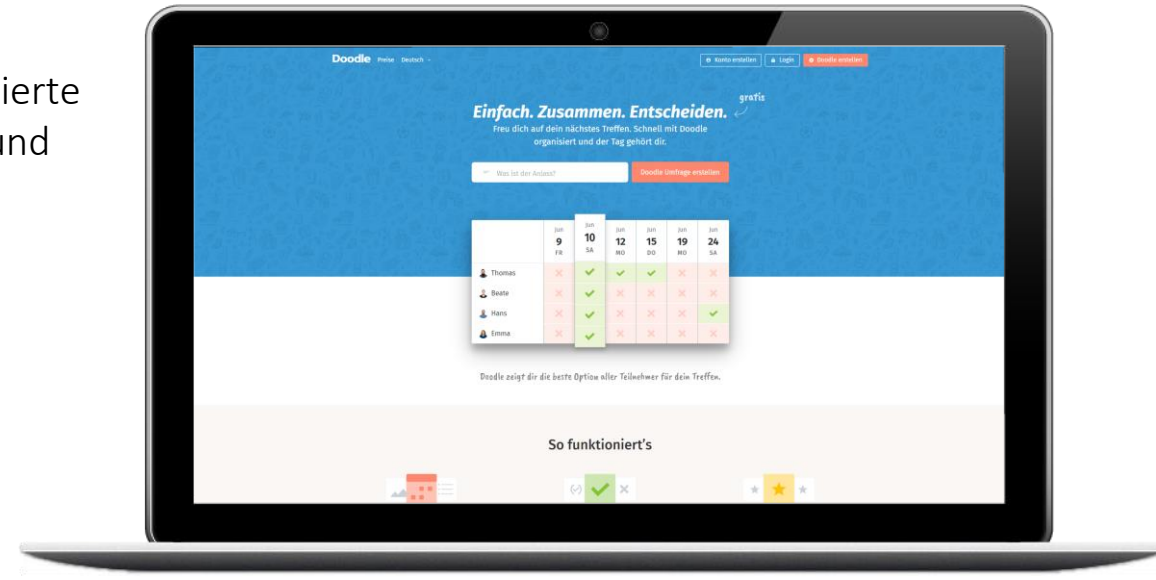 ierte
und
Doodle Preise Deutsch
Konto erstellen Login Doodle erstellen
gratis
Einfach. Zusammen. Entscheiden.
Freu dich auf dein nächstes Treffen. Schnell mit Doodle
organisiert und der Tag gehört dir.
Was ist der Anlass? Doodle Umfrage erstellen
Jun Jun Jun Jun Jun Jun
9 10 12 15 19 24
FR SA MO DO MO SA
Thomas
Beate
Hans
Emma
Doodle zeigt dir die beste Option aller Teilnehmer für dein Treffen.
So funktioniert's